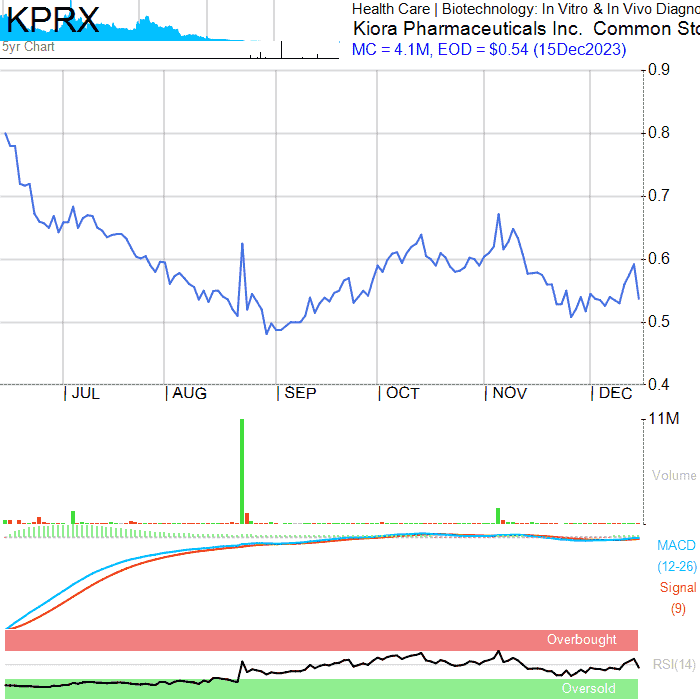 KPRX
5yr Chart
Health Care | Biotechnology: In Vitro & In Vivo Diagno
Kiora Pharmaceuticals Inc. Common Sto
MC = 4.1M, EOD = $0.54 (15Dec2023)
0.9
0.8
0.7
0.6
0.5
0.4
JUL AUG SEP OCT NOV DEC
11M
Volume
MACD
(12-26)
Signal
(9)
Overbought
RSI(14)
Oversold